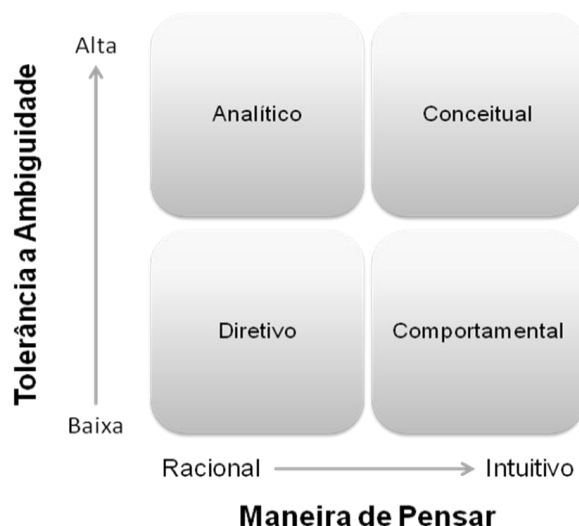 Tolerância a Ambiguidade
Alta
Analítico
Conceitual
Diretivo
Comportamental
Baixa
Racional
Intuitivo
Maneira de Pensar